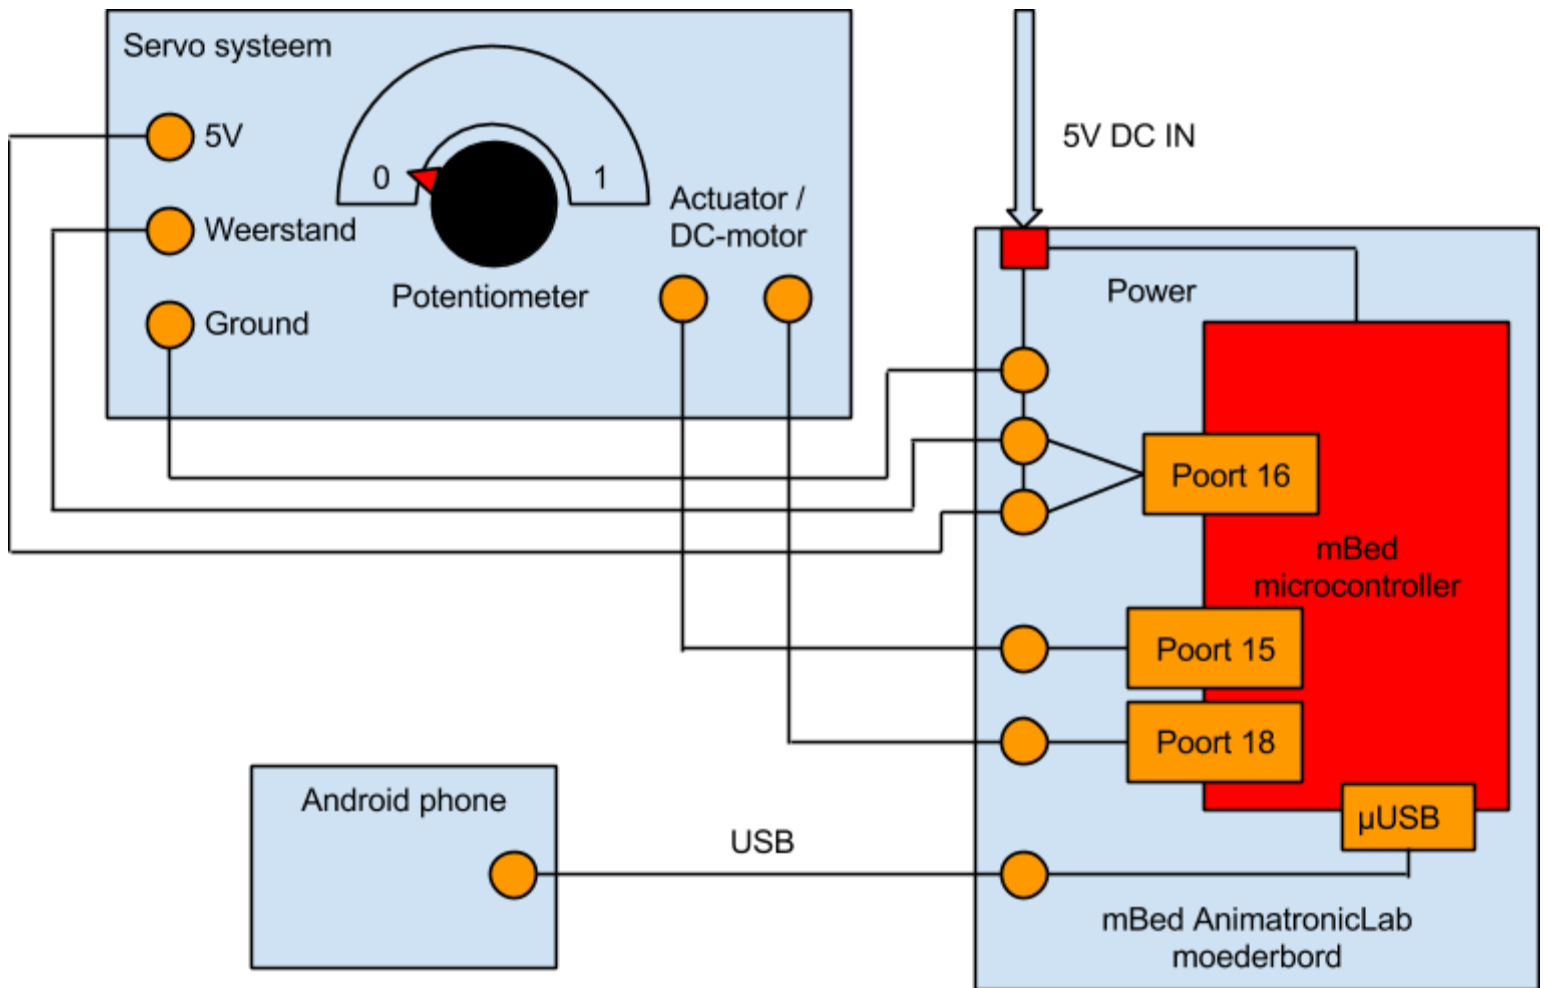 Servo systeem
5V
Weerstand
Ground
0
1
Potentiometer
Actuator /
DC-motor
5V DC IN
Power
Poort 16
mBed
microcontroller
Poort 15
Poort 18
µUSB
Android phone
USB
mBed AnimatronicLab
moederbord